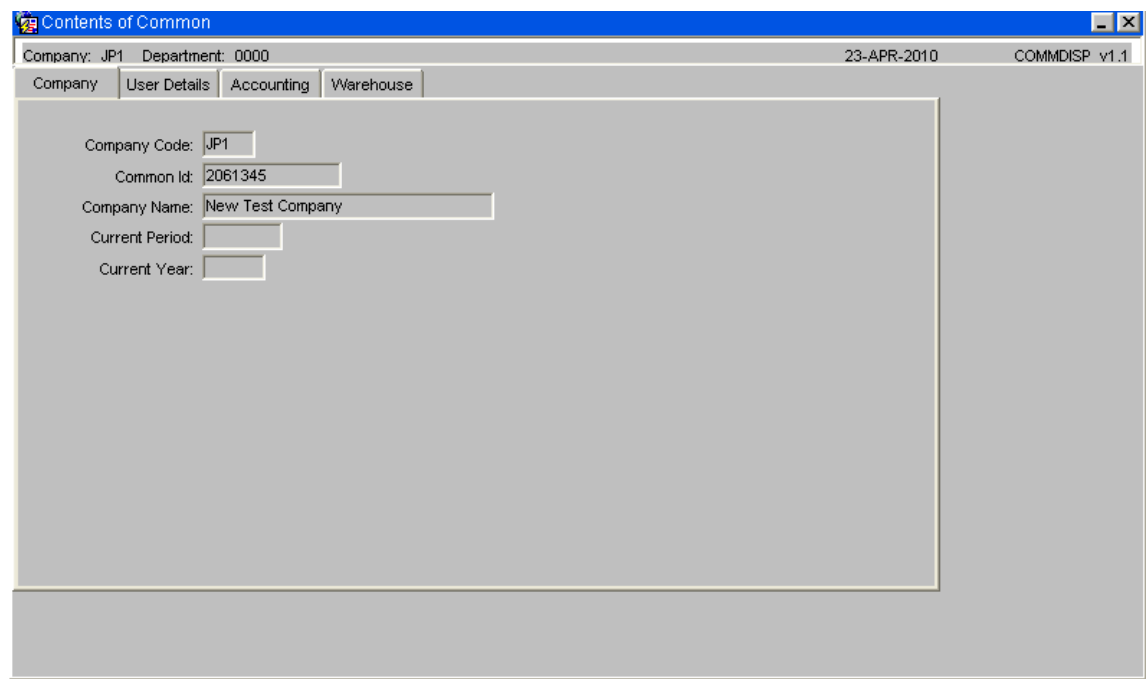 Contents of Common
Company: JP1 Department: 0000 23-APR-2010 COMMDISP v1.1
Company User Details Accounting Warehouse
Company Code: JP1
Common Id: 2061345
Company Name: New Test Company
Current Period:
Current Year: